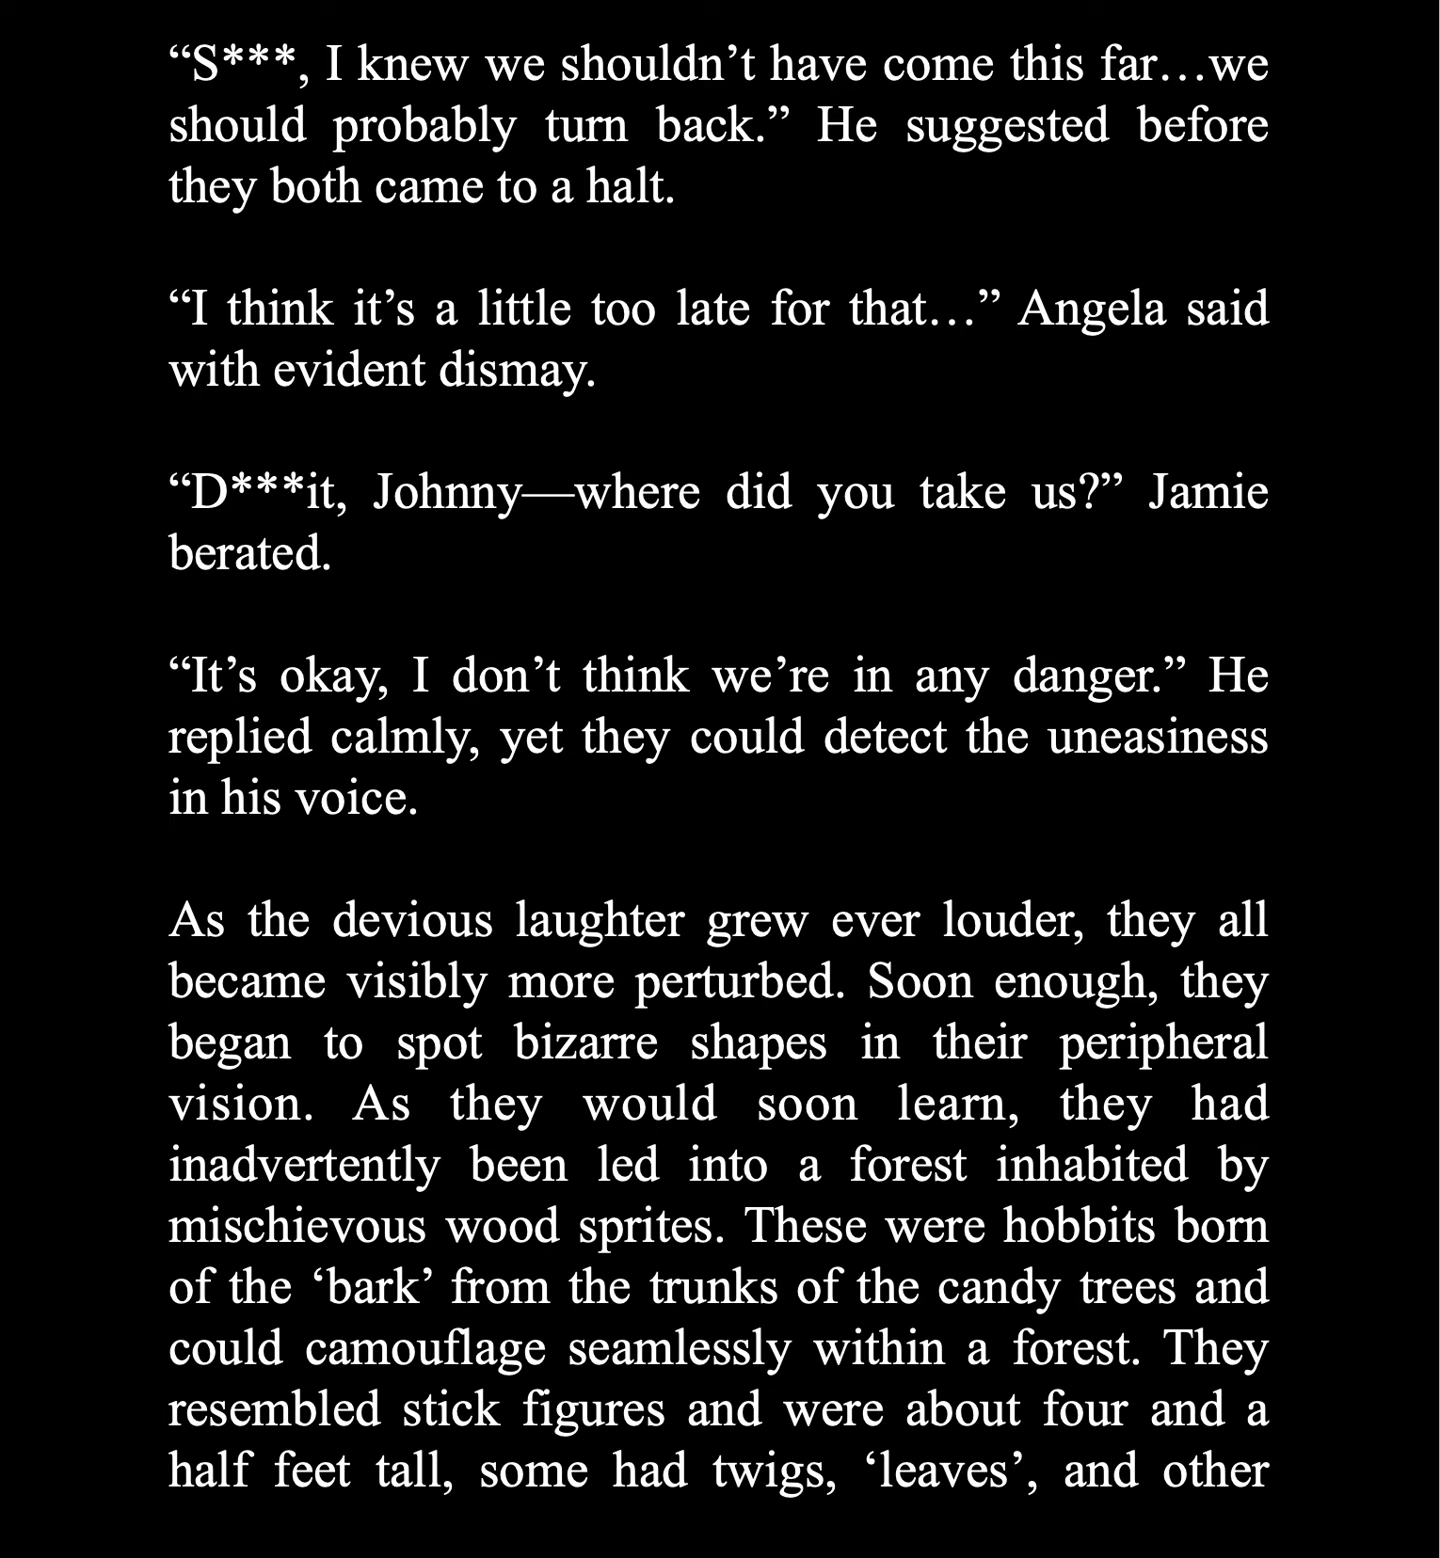 “S***, I knew we shouldn’t have come this far…we
should probably turn back.” He suggested before
they both came to a halt.
“I think it’s a little too late for that…” Angela said
with evident dismay.
“D***it, Johnny—where did you take us?” Jamie
berated.
“It’s okay, I don’t think we’re in any danger.” He
replied calmly, yet they could detect the uneasiness
in his voice.
As the devious laughter grew ever louder, they all
became visibly more perturbed. Soon enough, they
began to spot bizarre shapes in their peripheral
vision. As they would soon learn, they had
inadvertently been led into a forest inhabited by
mischievous wood sprites. These were hobbits born
of the ‘bark’ from the trunks of the candy trees and
could camouflage seamlessly within a forest. They
resembled stick figures and were about four and a
half feet tall, some had twigs, ‘leaves’, and other